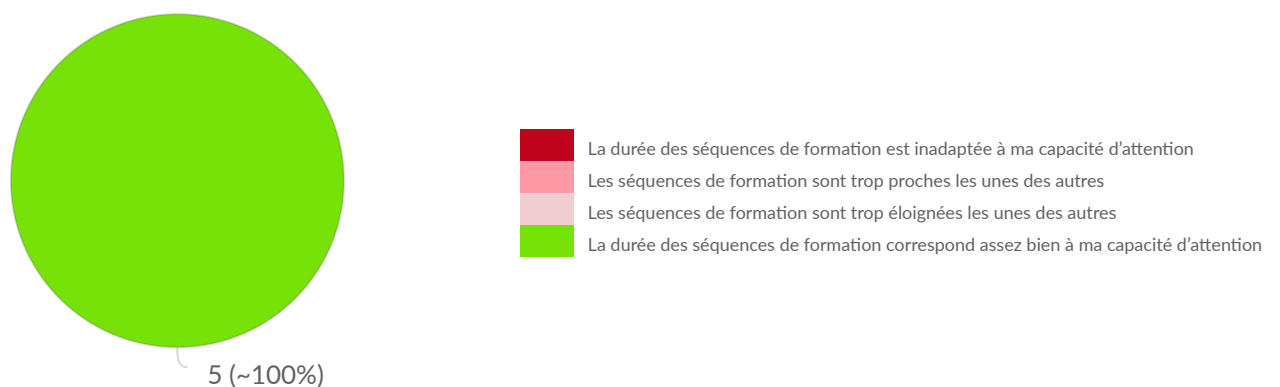 La durée des séquences de formation est inadaptée à ma capacité d'attention
Les séquences de formation sont trop proches les unes des autres
Les séquences de formation sont trop éloignées les unes des autres
La durée des séquences de formation correspond assez bien à ma capacité d'attention
5 (~100%)